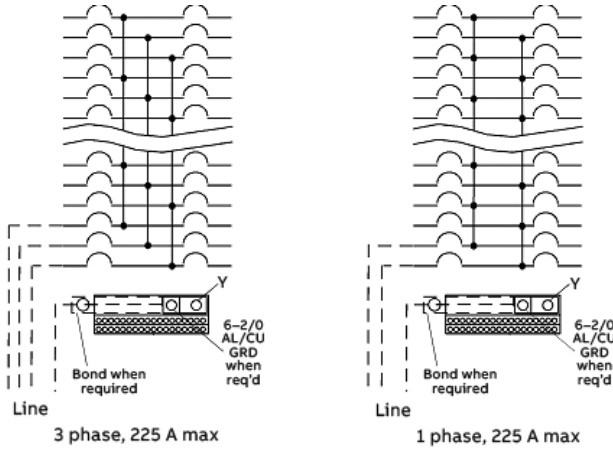 Y
6–2/0
AL/CU
GRD
when
req'd
Bond when
required
Line
3 phase, 225 A max
Y
6–2/0
AL/CU
GRD
when
req'd
Bond when
required
Line
1 phase, 225 A max